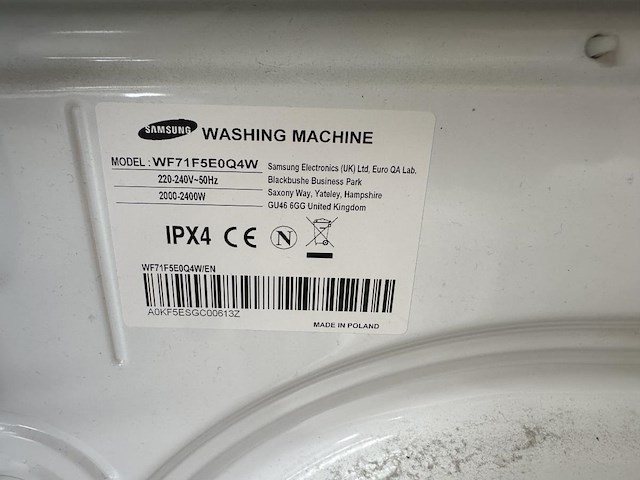 SAMSUNG WASHING MACHINE
MODEL : WF71F5E0Q4W
220-240V~50Hz
2000-2400W
Samsung Electronics (UK) Ltd, Euro QA Lab.
Blackbushe Business Park
Saxony Way, Yateley, Hampshire
GU46 6GG United Kingdom
IPX4 CE N
WF71F5E0Q4W/EN
A0KF5ESGC00613Z
MADE IN POLAND